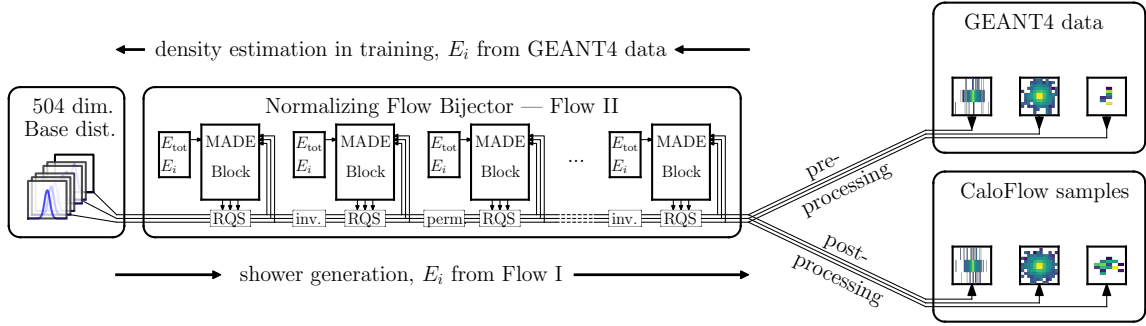 GEANT4 data
density estimation in training, E_i from GEANT4 data
504 dim.
Base dist.
Normalizing Flow Bijector — Flow II
E_tot
E_i
MADE
Block
E_tot
E_i
MADE
Block
E_tot
E_i
MADE
Block
...
E_tot
E_i
MADE
Block
RQS
inv.
RQS
perm
RQS
inv.
RQS
pre-
processing
CaloFlow samples
post-
processing
shower generation, E_i from Flow I